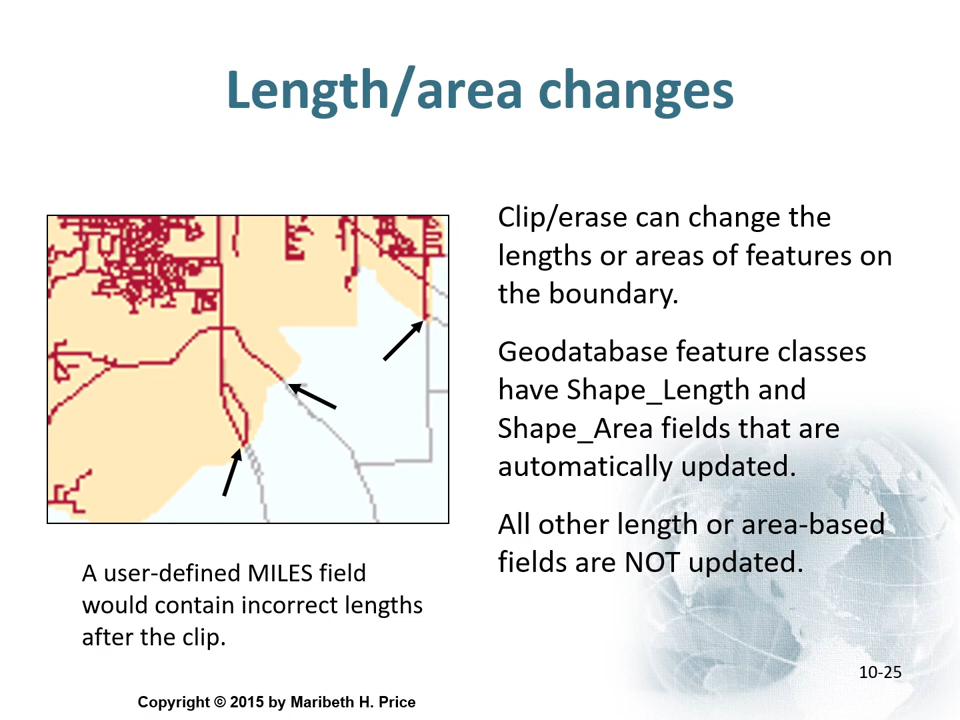 Length/area changes
Clip/erase can change the
lengths or areas of features on
the boundary.
Geodatabase feature classes
have Shape_Length and
Shape_Area fields that are
automatically updated.
All other length or area-based
fields are NOT updated.
A user-defined MILES field
would contain incorrect lengths
after the clip.
10-25
Copyright © 2015 by Maribeth H. Price